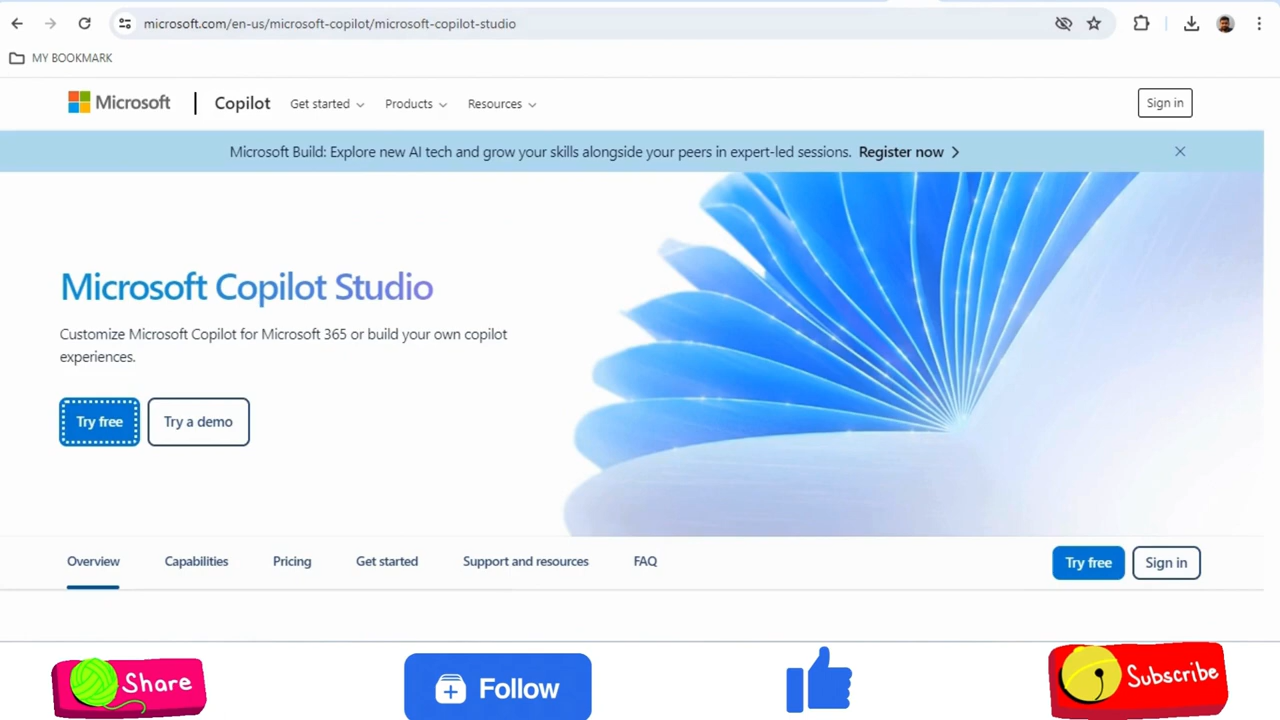 microsoft.com/en-us/microsoft-copilot/microsoft-copilot-studio
MY BOOKMARK
Microsoft Copilot Get started Products Resources Sign in
Microsoft Build: Explore new AI tech and grow your skills alongside your peers in expert-led sessions. Register now
Microsoft Copilot Studio
Customize Microsoft Copilot for Microsoft 365 or build your own copilot
experiences.
Try free Try a demo
Overview Capabilities Pricing Get started Support and resources FAQ Try free Sign in
Share Follow Subscribe